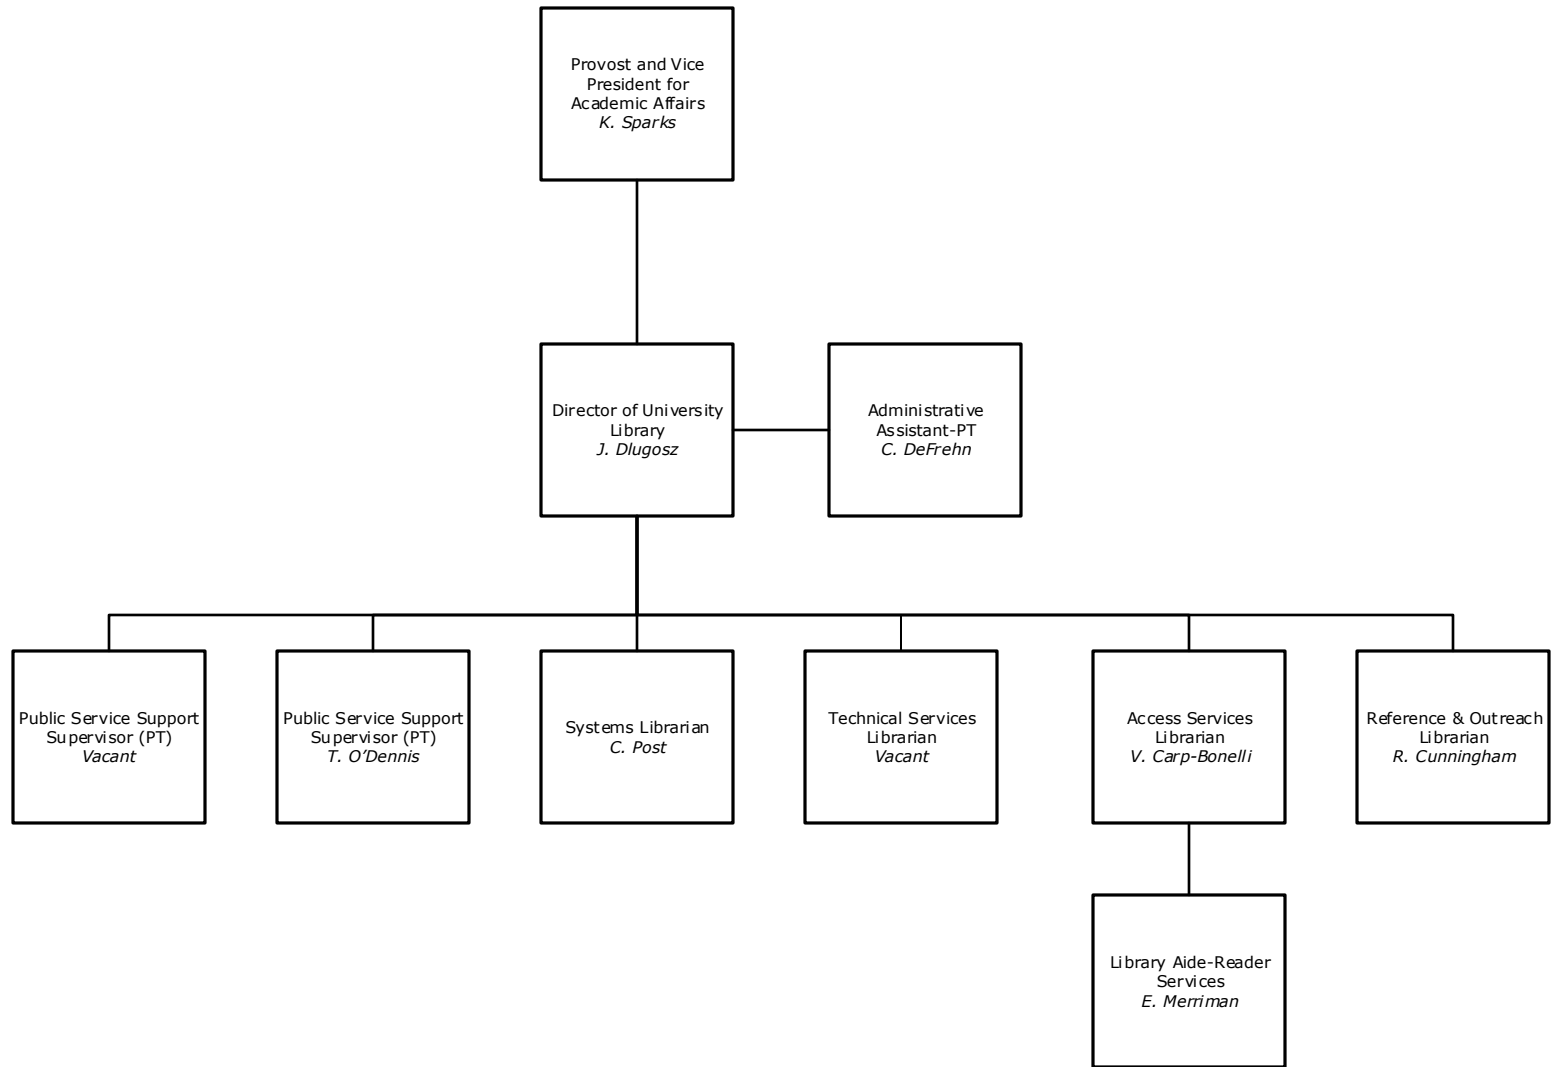 Provost and Vice
President for
Academic Affairs
K. Sparks
Director of University
Library
J. Dlugosz
Administrative
Assistant-PT
C. DeFrehn
Public Service Support
Supervisor (PT)
Vacant
Public Service Support
Supervisor (PT)
T. O’Dennis
Systems Librarian
C. Post
Technical Services
Librarian
Vacant
Access Services
Librarian
V. Carp-Bonelli
Reference & Outreach
Librarian
R. Cunningham
Library Aide-Reader
Services
E. Merriman